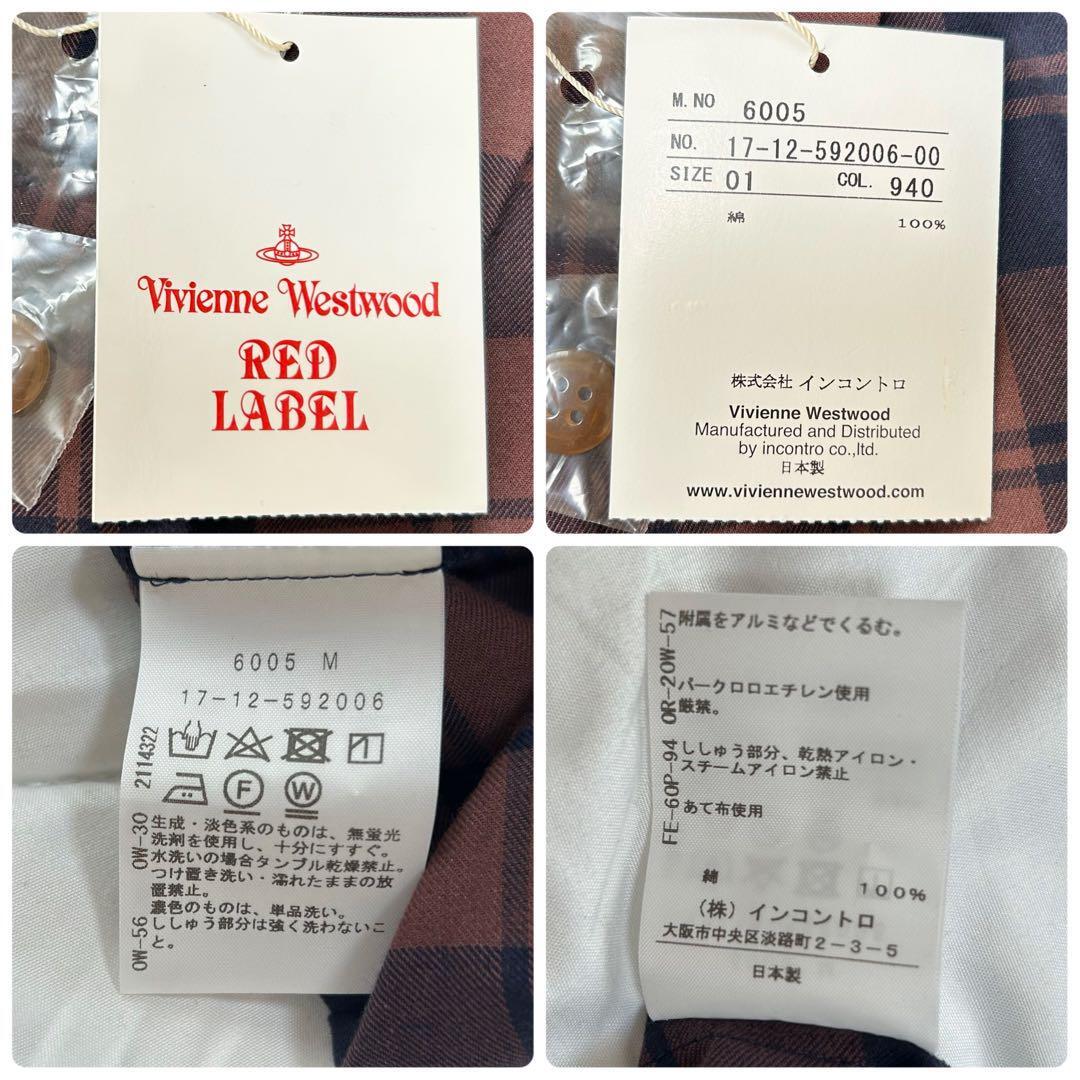 Vivienne Westwood
RED
LABEL
M. NO 6005
NO. 17-12-592006-00
SIZE 01 COL. 940
綿 100%
株式会社 インコントロ
Vivienne Westwood
Manufactured and Distributed
by incontro co.,ltd.
日本製
www.viviennewestwood.com
6005 M
17-12-592006
F W
生成・淡色系のものは、無蛍光
洗剤を使用し、十分にすすぐ。
水洗いの場合タンブル乾燥禁止。
つけ置き洗い・濡れたままの放
置禁止。
濃色のものは、単品洗い。
ししゅう部分は強く洗わないこ
と。
OW-56 OW-30 2114322
附属をアルミなどでくるむ。
パークロロエチレン使用
厳禁。
ししゅう部分、乾熱アイロン・
スチームアイロン禁止
あて布使用
FE-60P-94 OR-20W-57
綿 100%
(株) インコントロ
大阪市中央区淡路町2-3-5
日本製